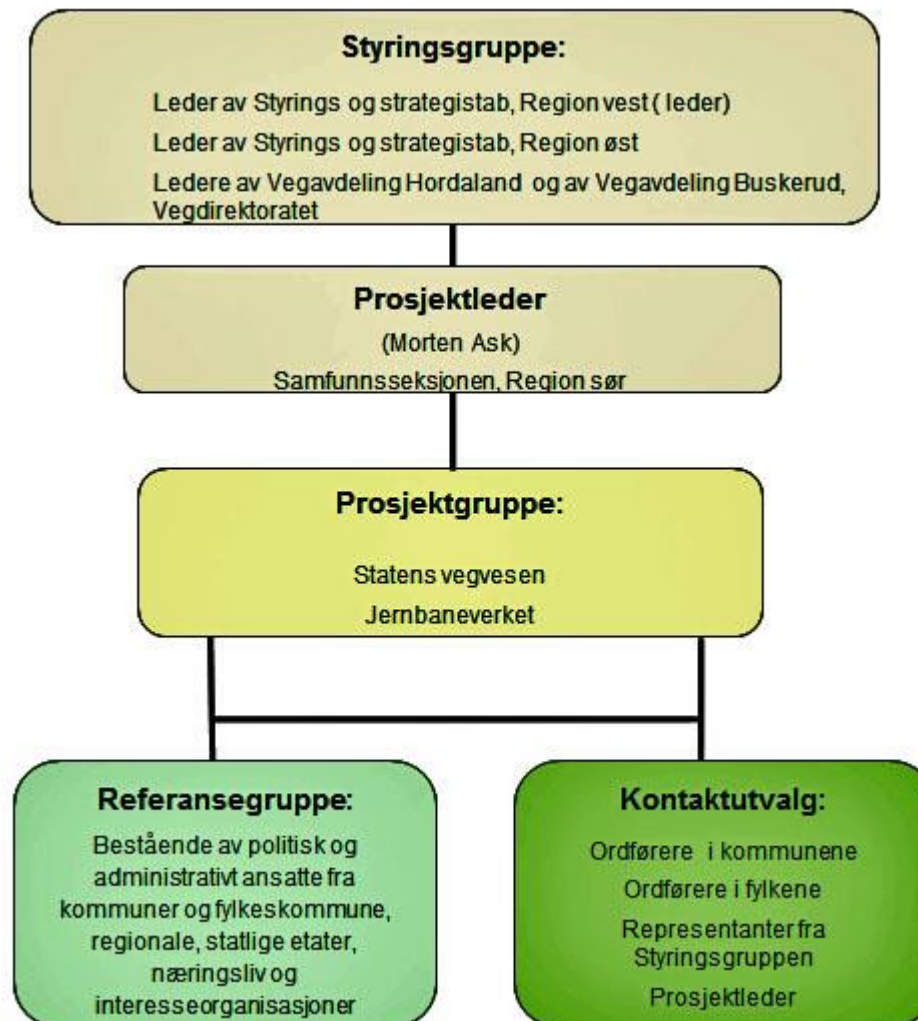 Styringsgruppe:
Leder av Styrings og strategistab, Region vest ( leder)
Leder av Styrings og strategistab, Region øst
Ledere av Vegavdeling Hordaland og av Vegavdeling Buskerud,
Vegdirektoratet
Prosjektleder
(Morten Ask)
Samfunnsseksjonen, Region sør
Prosjektgruppe:
Statens vegvesen
Jernbaneverket
Referansegruppe:
Bestående av politisk og
administrativt ansatte fra
kommuner og fylkeskommune,
regionale, statlige etater,
næringsliv og
interesseorganisasjoner
Kontaktutvalg:
Ordførere i kommunene
Ordførere i fylkene
Representanter fra
Styringsgruppen
Prosjektleder